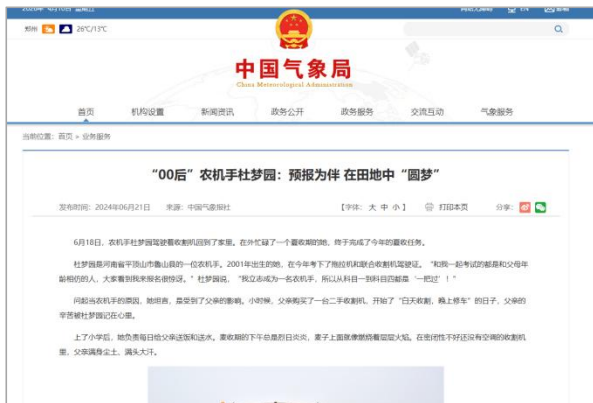 郑州
26℃/13℃
中国气象局
China Meteorological Administration
首页 机构设置 新闻资讯 政务公开 政务服务 交流互动 气象服务
当前位置：首页 > 业务服务
“00后”农机手杜梦园：预报为伴 在田地中“圆梦”
发布时间：2024年06月21日 来源：中国气象报社 【字体：大 中 小】 打印本页 分享：
6月18日，农机手杜梦园驾驶着收割机回到了家里。在外忙碌了一个麦收期的她，终于完成了今年的麦收任务。
杜梦园是河南省平顶山市鲁山县的一位农机手。2001年出生的她，在今年考下了拖拉机和联合收割机驾驶证。“和我一起考试的都是和父母年
龄相仿的人，大家看到我来报名很惊讶。”杜梦园说，“我立志成为一名农机手，所以从科目一到科目四都是‘一把过’！”
问起当农机手的原因，她坦言，是受到了父亲的影响。小时候，父亲购买了一台二手收割机，开始了“白天收割、晚上修车”的日子，父亲的
辛苦被杜梦园记在心里。
上了小学后，她负责每日给父亲送饭和送水。麦收期的下午总是烈日炎炎，麦子上面就像燃烧着层层火焰。在密闭性不好还没有空调的收割机
里，父亲满身尘土、满头大汗。